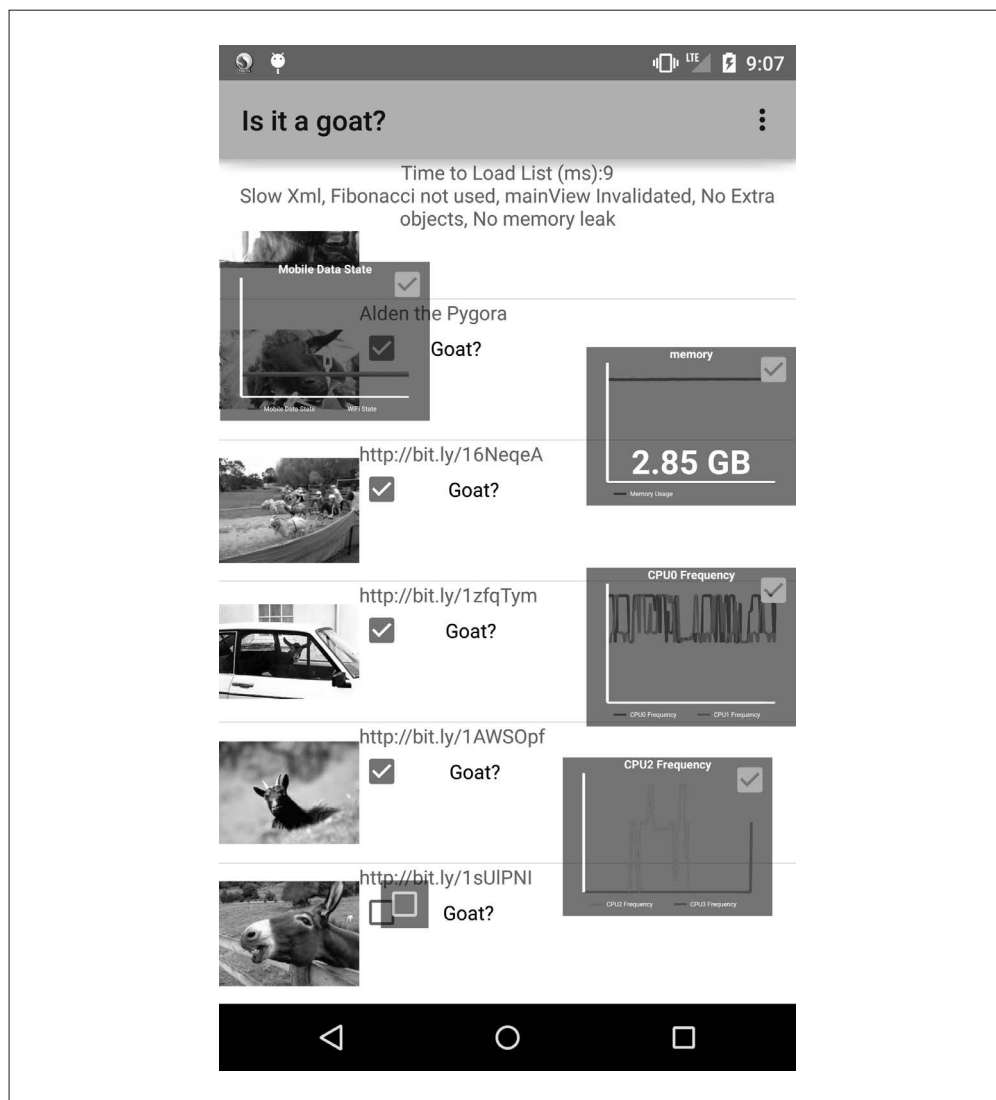 LTE 9:07
Is it a goat?
Time to Load List (ms):9
Slow Xml, Fibonacci not used, mainView Invalidated, No Extra
objects, No memory leak
Mobile Data State
Mobile Data State WiFi State
Alden the Pygora
Goat?
memory
2.85 GB
Memory Usage
http://bit.ly/16NeqeA
Goat?
CPU0 Frequency
CPU0 Frequency CPU1 Frequency
http://bit.ly/1zfqTym
Goat?
http://bit.ly/1AWSOpf
Goat?
CPU2 Frequency
CPU2 Frequency CPU3 Frequency
http://bit.ly/1sUlPNI
Goat?